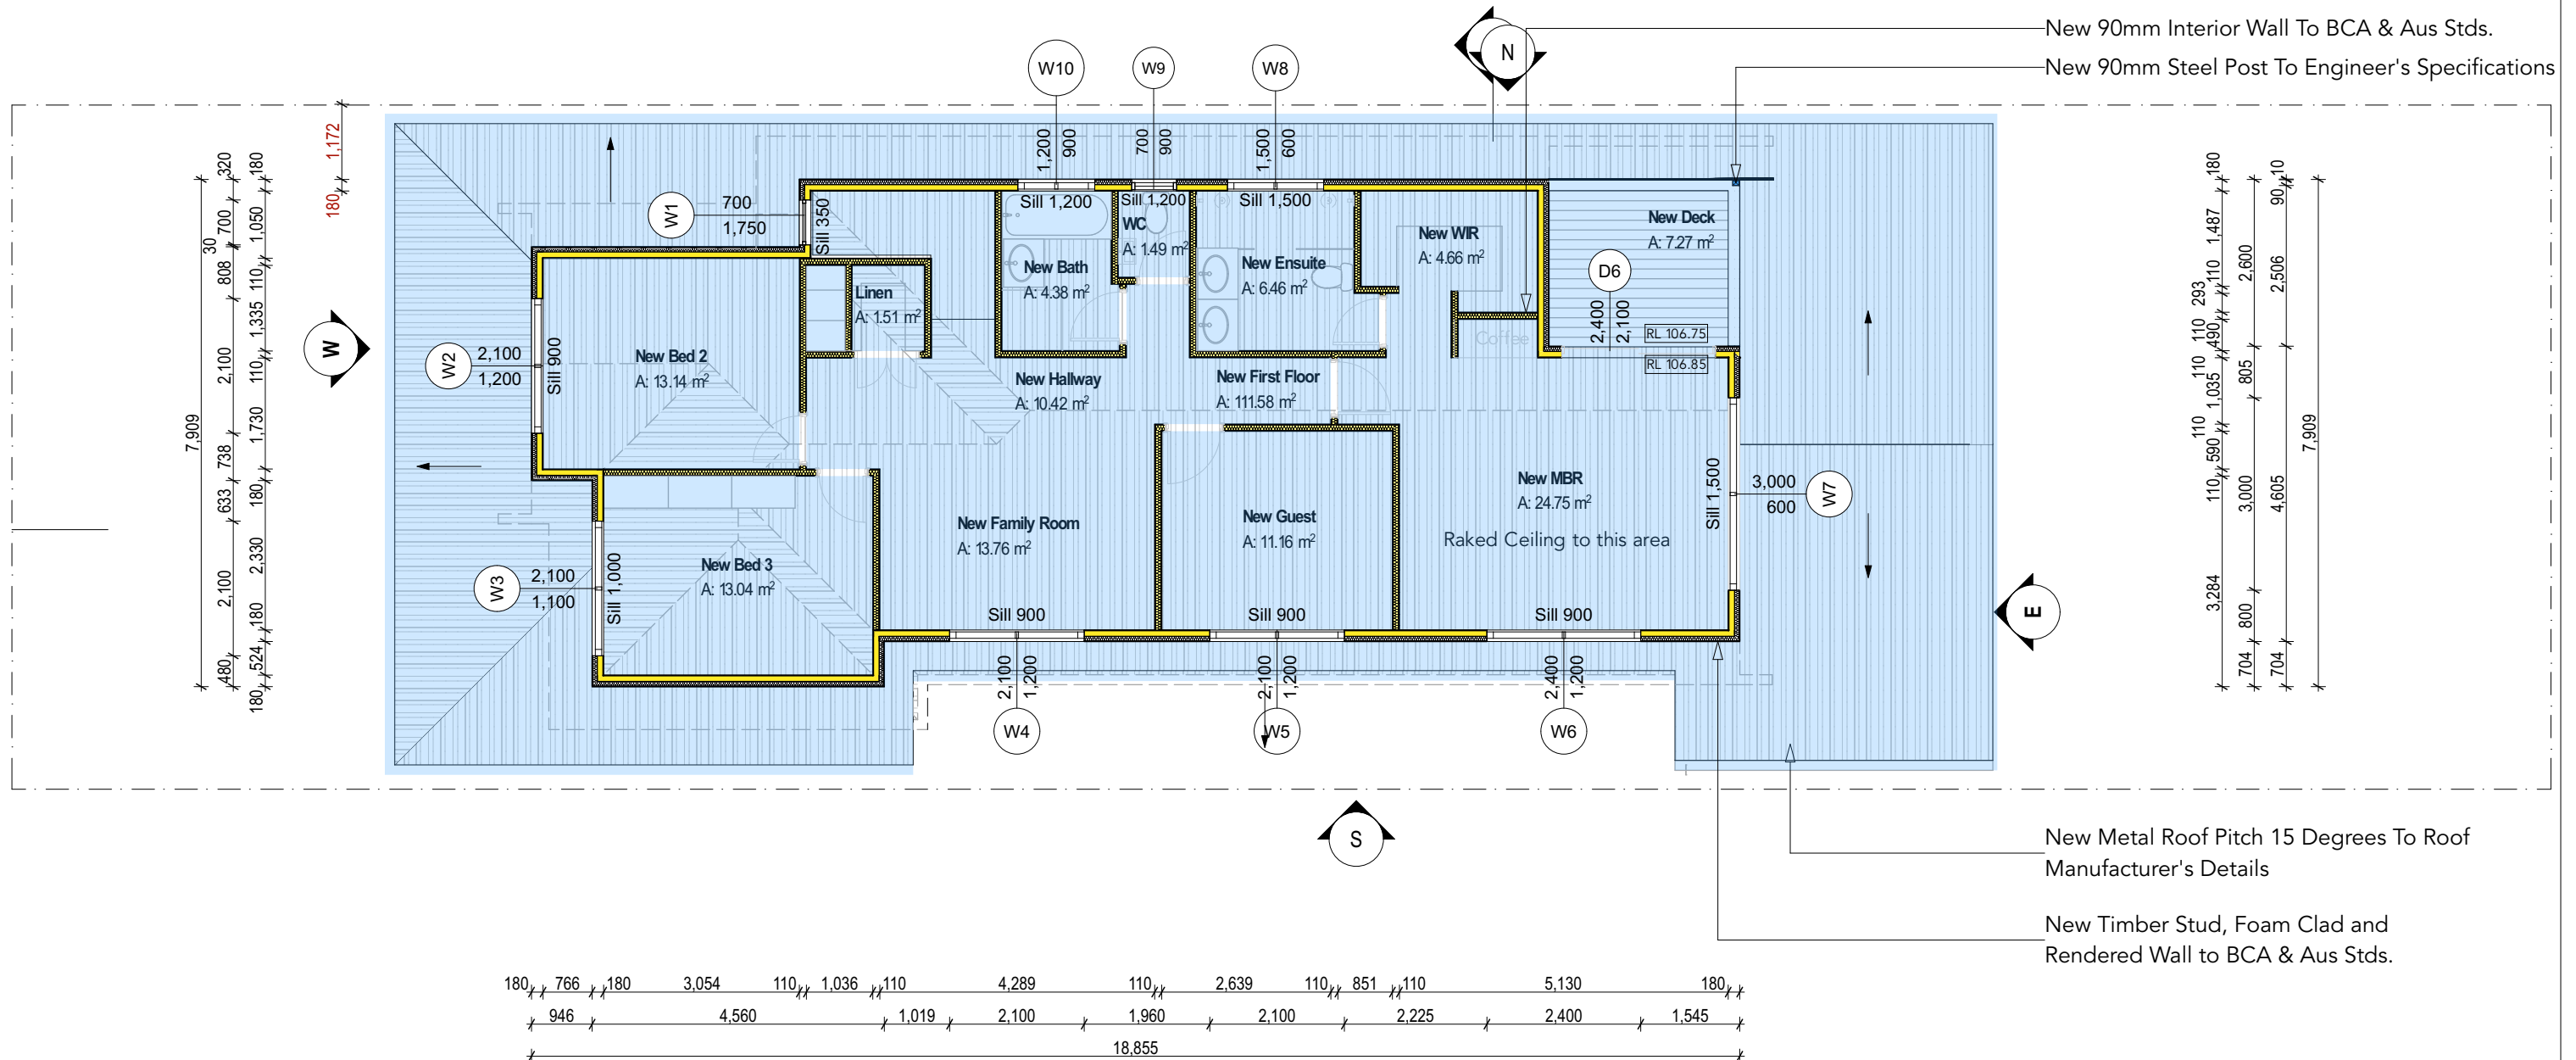 New 90mm Interior Wall To BCA & Aus Stds.
N
W10
W9
W8
New 90mm Steel Post To Engineer's Specifications
1,172
180
1,200
900
700
900
1,500
600
320
700
30
808
2,100
738
633
2,100
480
180
1,050
110
1,335
110
1,730
180
2,330
180
524
180
7,909
W1
700
1,750
Sill 350
Sill 1,200
Sill 1,200
Sill 1,500
WC
A: 1.49 m²
New Bath
A: 4.38 m²
New Ensuite
A: 6.46 m²
New WIR
A: 4.66 m²
New Deck
A: 7.27 m²
D6
2,400
2,100
RL 106.75
RL 106.85
Coffee
Linen
A: 1.51 m²
W
W2
2,100
1,200
Sill 900
New Bed 2
A: 13.14 m²
New Hallway
A: 10.42 m²
New First Floor
A: 111.58 m²
New MBR
A: 24.75 m²
Raked Ceiling to this area
Sill 1,500
3,000
600
W7
New Family Room
A: 13.76 m²
New Guest
A: 11.16 m²
W3
2,100
1,100
Sill 1,000
New Bed 3
A: 13.04 m²
Sill 900
Sill 900
Sill 900
2,100
1,200
2,100
1,200
2,400
1,200
W4
W5
W6
180
1,487
110
293
110
490
110
1,035
110
590
110
3,284
2,600
805
3,000
800
704
10
90
2,506
4,605
704
7,909
E
S
New Metal Roof Pitch 15 Degrees To Roof
Manufacturer's Details
New Timber Stud, Foam Clad and
Rendered Wall to BCA & Aus Stds.
180 766 180 3,054 110 1,036 110 4,289 110 2,639 110 851 110 5,130 180
946 4,560 1,019 2,100 1,960 2,100 2,225 2,400 1,545
18,855